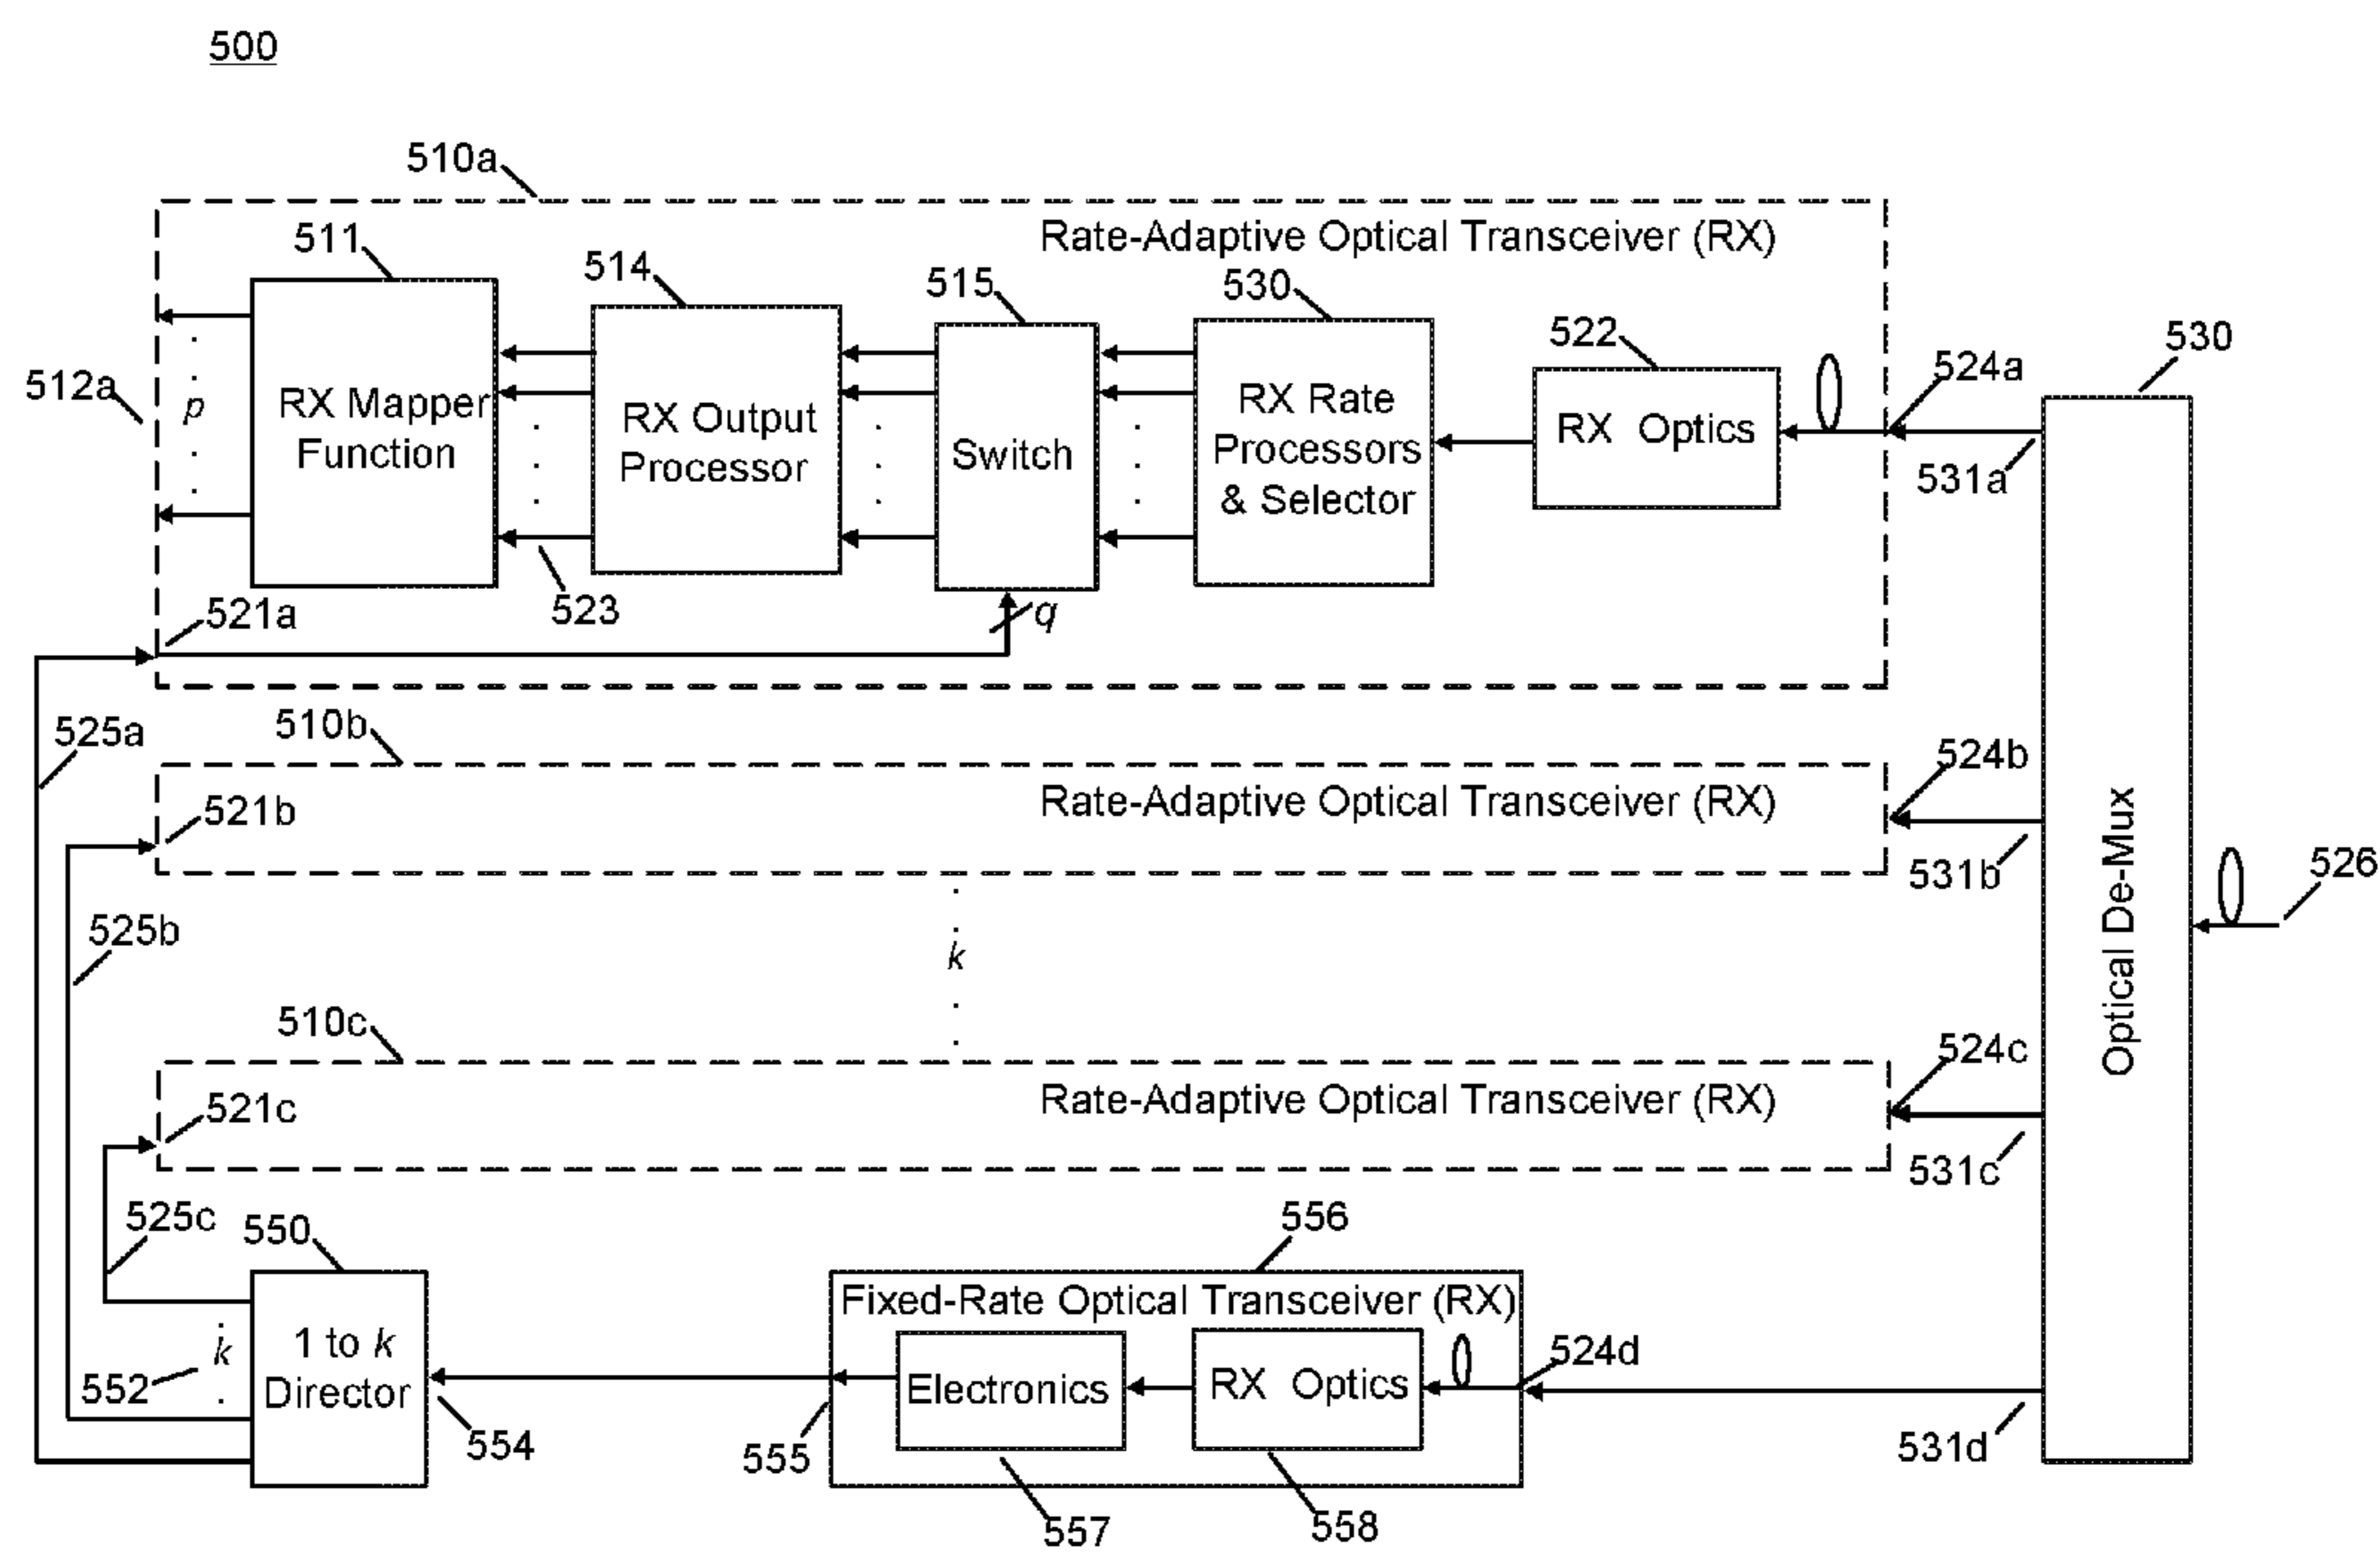 500
510a
Rate-Adaptive Optical Transceiver (RX)
511
514
515
530
522
524a
530
512a
p
RX Mapper
Function
RX Output
Processor
Switch
RX Rate
Processors
& Selector
RX Optics
531a
521a
523
q
525a
510b
524b
521b
Rate-Adaptive Optical Transceiver (RX)
531b
Optical De-Mux
526
525b
k
510c
524c
521c
Rate-Adaptive Optical Transceiver (RX)
531c
525c
550
556
Fixed-Rate Optical Transceiver (RX)
k
552
1 to k
Director
554
555
Electronics
RX Optics
524d
531d
557
558